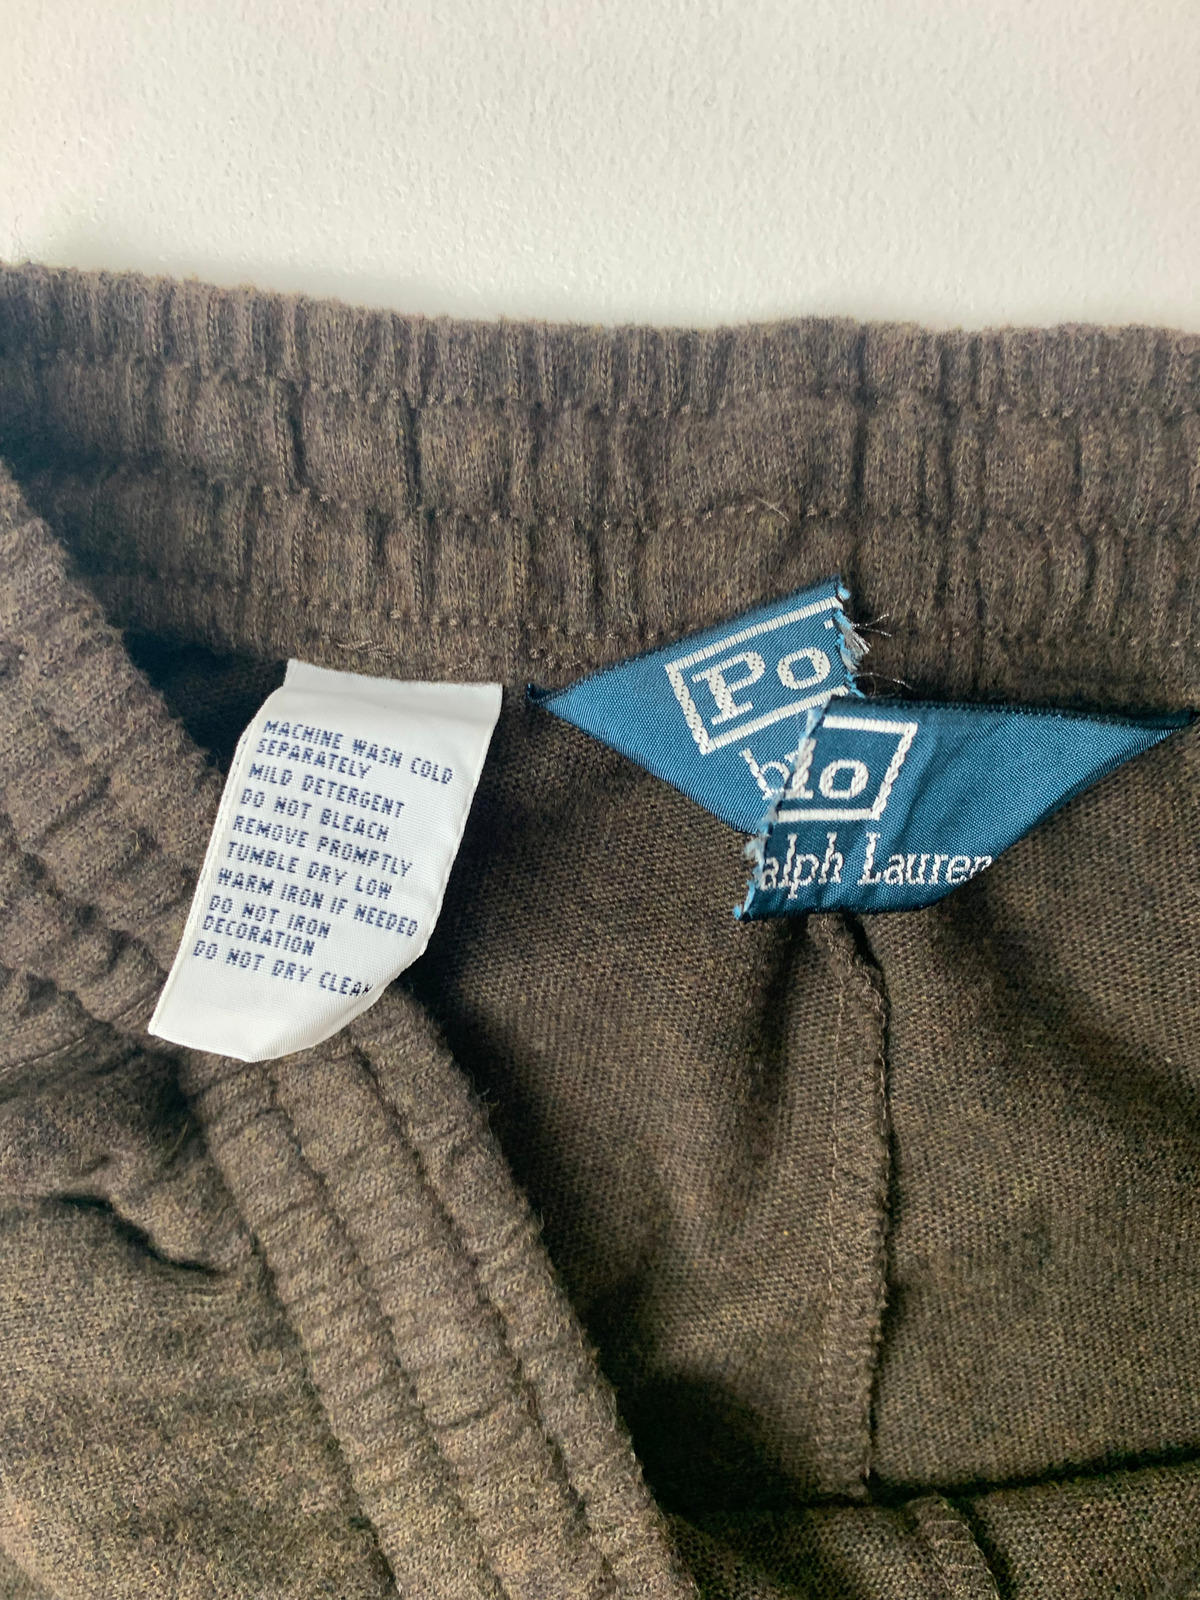 MACHINE WASH COLD
SEPARATELY
MILD DETERGENT
DO NOT BLEACH
REMOVE PROMPTLY
TUMBLE DRY LOW
WARM IRON IF NEEDED
DO NOT IRON
DECORATION
DO NOT DRY CLEAN
Po
b
lo
alph Lauren